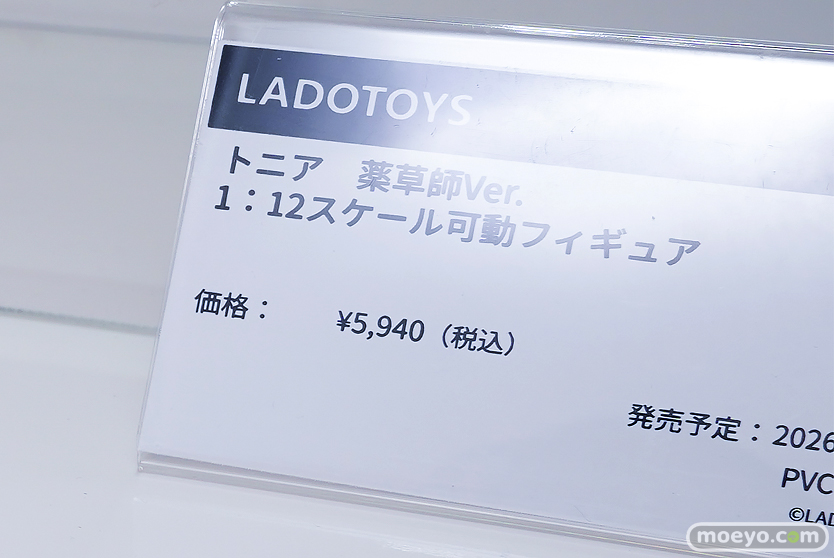 LADOTOYS
トニア　薬草師Ver.
1：12スケール可動フィギュア
価格： ¥5,940（税込）
発売予定：2026
PVC
©LAD
moeyo.com